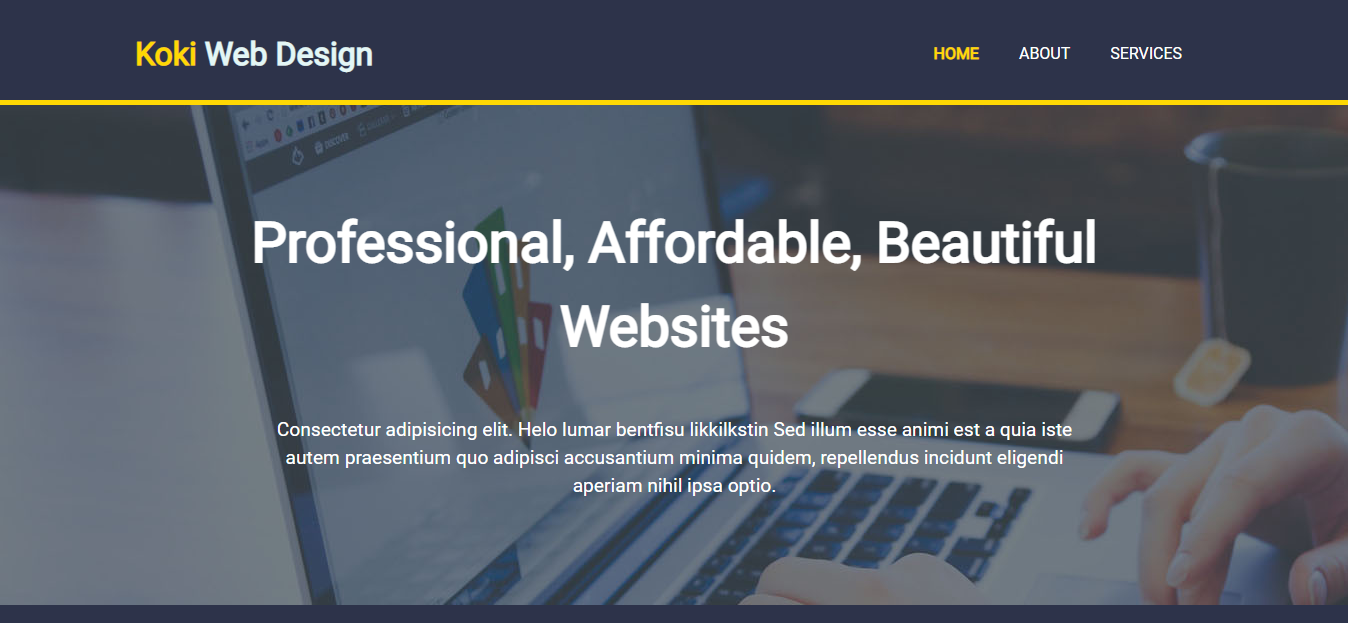 Koki Web Design
HOME ABOUT SERVICES
Apps
DISCOVER
Professional, Affordable, Beautiful
Websites
Consectetur adipisicing elit. Helo lumar bentfisu likkilkstin Sed illum esse animi est a quia iste
autem praesentium quo adipisci accusantium minima quidem, repellendus incidunt eligendi
aperiam nihil ipsa optio.